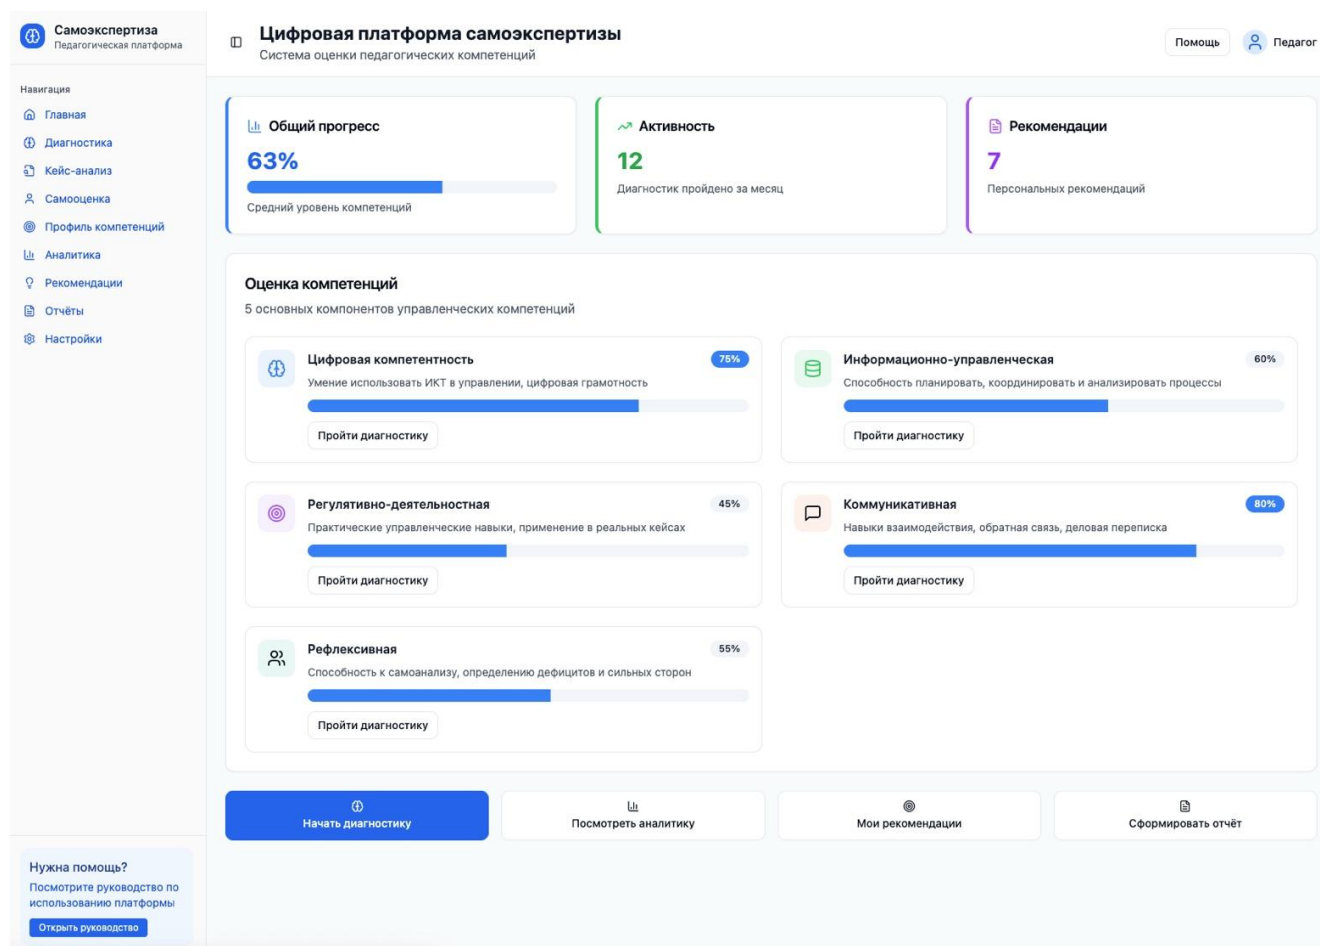 Самоэкспертиза
Педагогическая платформа
Навигация
Главная
Диагностика
Кейс-анализ
Самооценка
Профиль компетенций
Аналитика
Рекомендации
Отчёты
Настройки
Нужна помощь?
Посмотрите руководство по
использованию платформы
Открыть руководство
Цифровая платформа самоэкспертизы
Система оценки педагогических компетенций
Помощь
Педагог
Общий прогресс
63%
Средний уровень компетенций
Активность
12
Диагностик пройдено за месяц
Рекомендации
7
Персональных рекомендаций
Оценка компетенций
5 основных компонентов управленческих компетенций
Цифровая компетентность
75%
Умение использовать ИКТ в управлении, цифровая грамотность
Пройти диагностику
Информационно-управленческая
60%
Способность планировать, координировать и анализировать процессы
Пройти диагностику
Регулятивно-деятельностная
45%
Практические управленческие навыки, применение в реальных кейсах
Пройти диагностику
Коммуникативная
80%
Навыки взаимодействия, обратная связь, деловая переписка
Пройти диагностику
Рефлексивная
55%
Способность к самоанализу, определению дефицитов и сильных сторон
Пройти диагностику
Начать диагностику
Посмотреть аналитику
Мои рекомендации
Сформировать отчёт